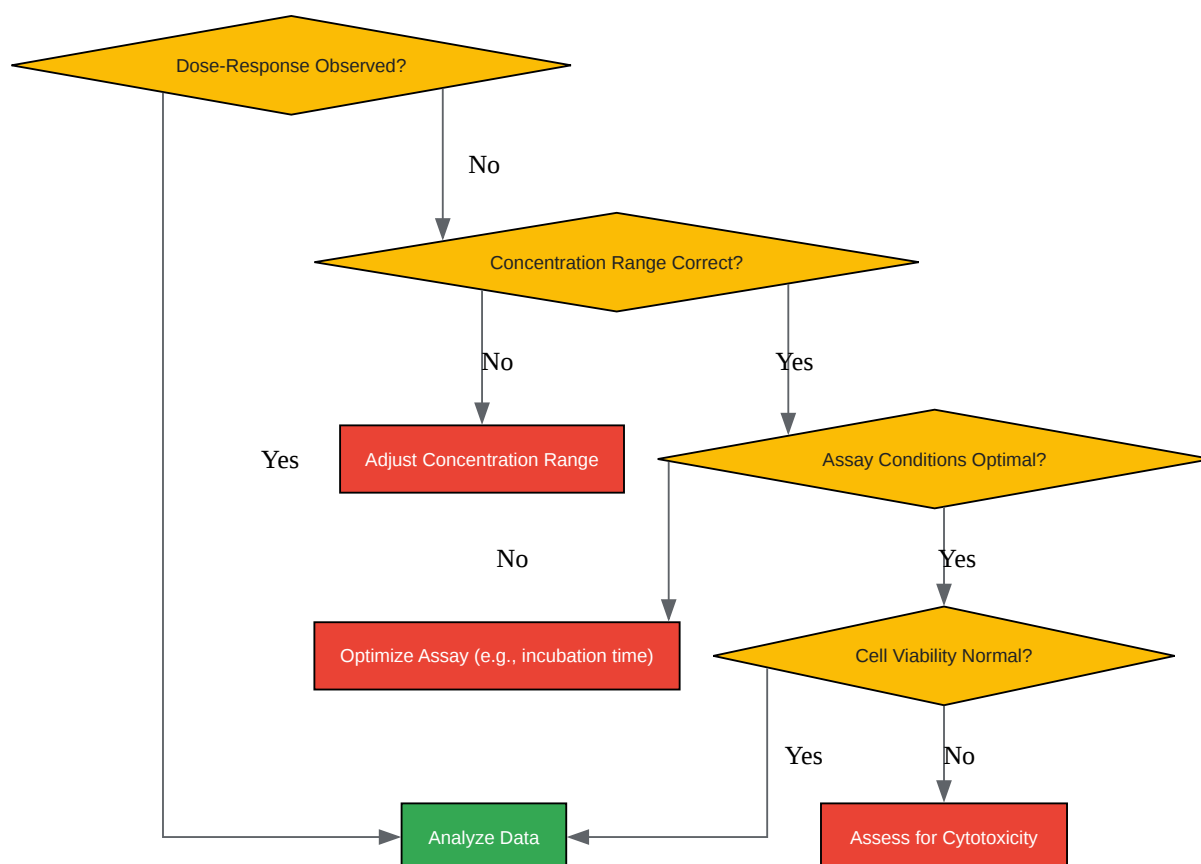 Dose-Response Observed?
No
Concentration Range Correct?
No
Yes
Yes
Adjust Concentration Range
Assay Conditions Optimal?
No
Yes
Optimize Assay (e.g., incubation time)
Cell Viability Normal?
Yes
No
Analyze Data
Assess for Cytotoxicity